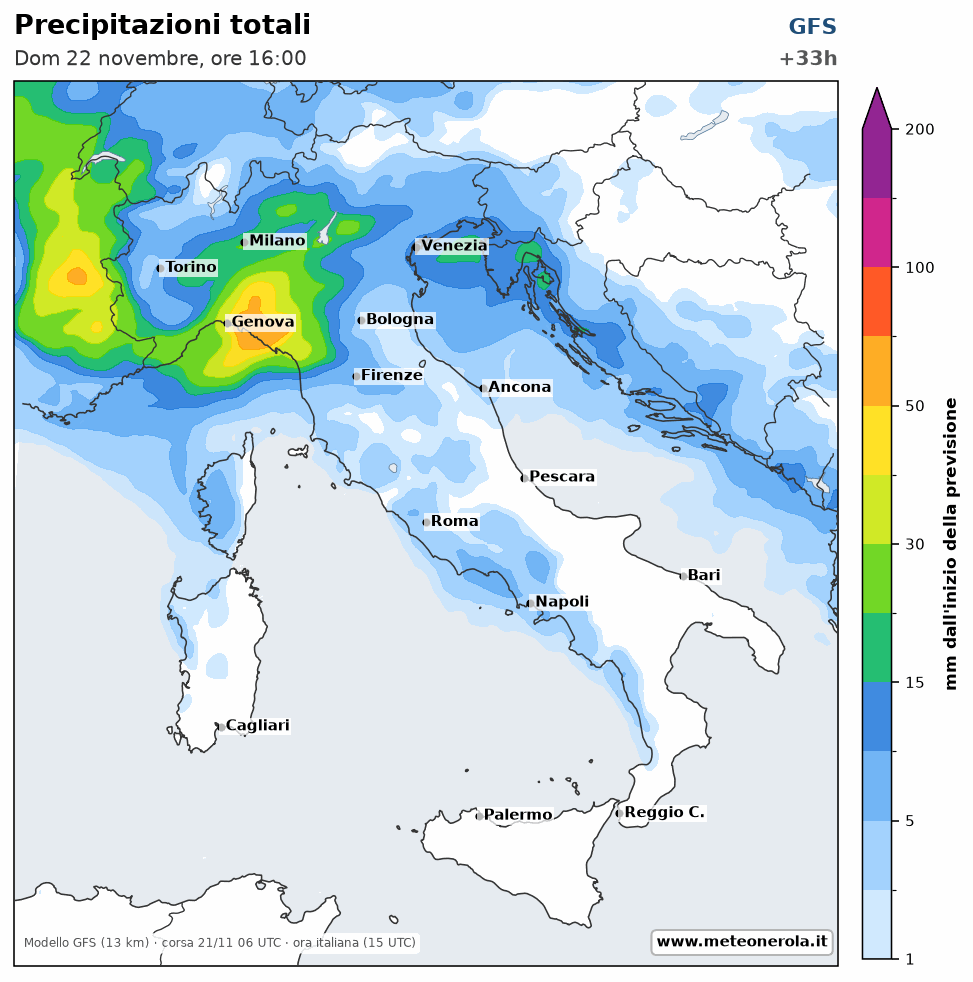 Precipitazioni totali
GFS
Dom 22 novembre, ore 16:00
+33h
Milano
Venezia
Torino
Genova
Bologna
Firenze
Ancona
Pescara
Roma
Bari
Napoli
Cagliari
Palermo
Reggio C.
200
100
50
30
15
5
1
mm dall'inizio della previsione
Modello GFS (13 km) · corsa 21/11 06 UTC · ora italiana (15 UTC)
www.meteonerola.it